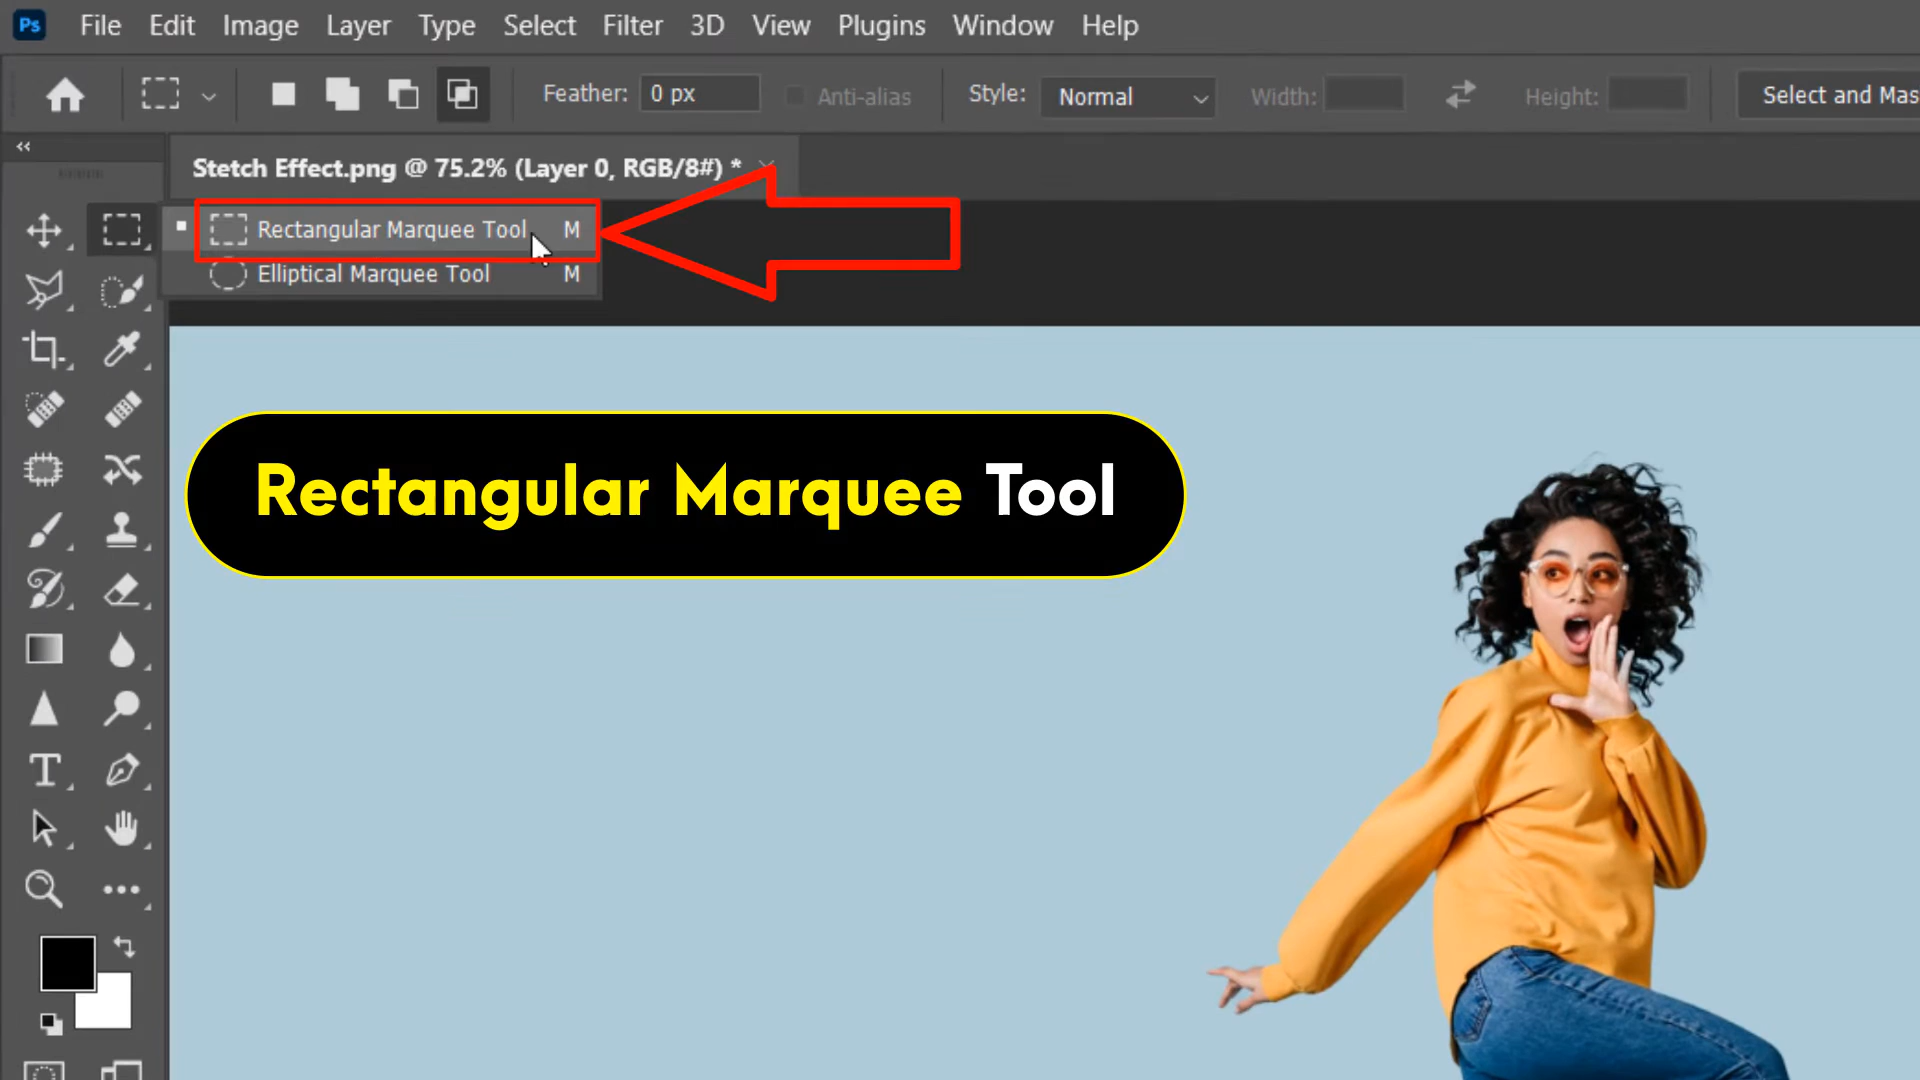 Ps File Edit Image Layer Type Select Filter 3D View Plugins Window Help
Feather: 0 px Anti-alias Style: Normal Width: Height: Select and Mas
Stetch Effect.png @ 75.2% (Layer 0, RGB/8#) *
Rectangular Marquee Tool M
Elliptical Marquee Tool M
Rectangular Marquee Tool